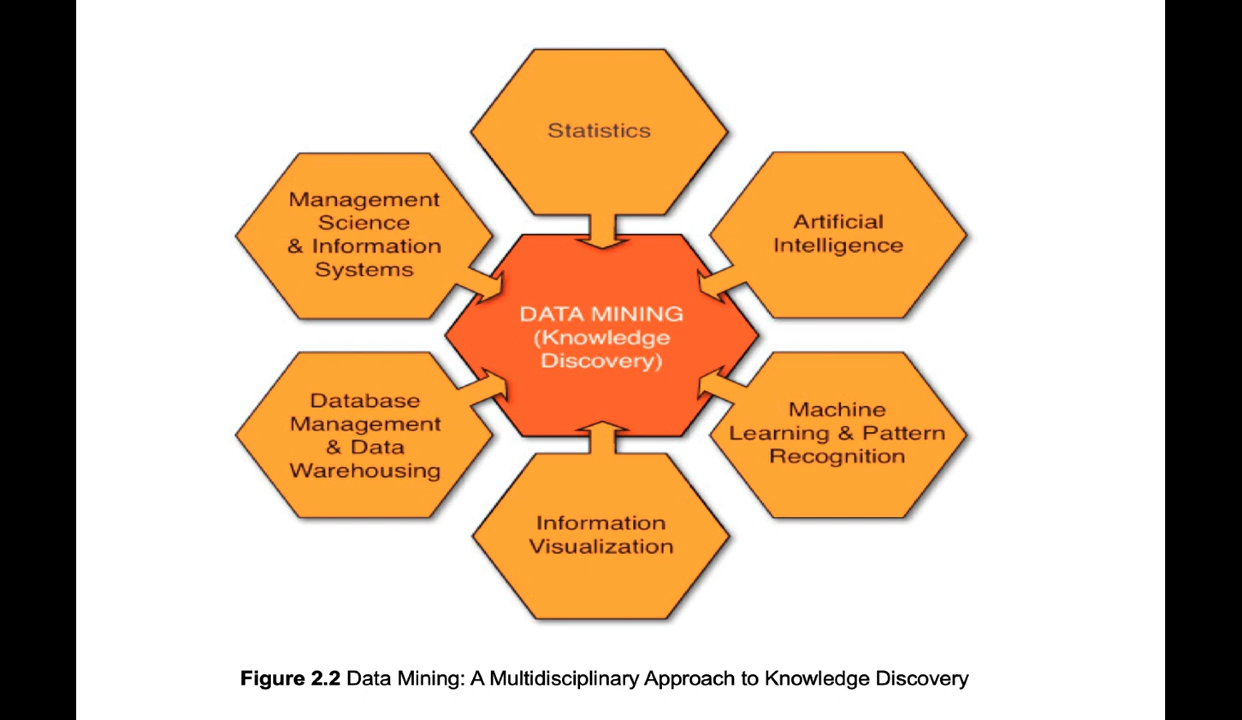 Statistics
Management
Science
& Information
Systems
Artificial
Intelligence
DATA MINING
(Knowledge
Discovery)
Database
Management
& Data
Warehousing
Machine
Learning & Pattern
Recognition
Information
Visualization
Figure 2.2 Data Mining: A Multidisciplinary Approach to Knowledge Discovery